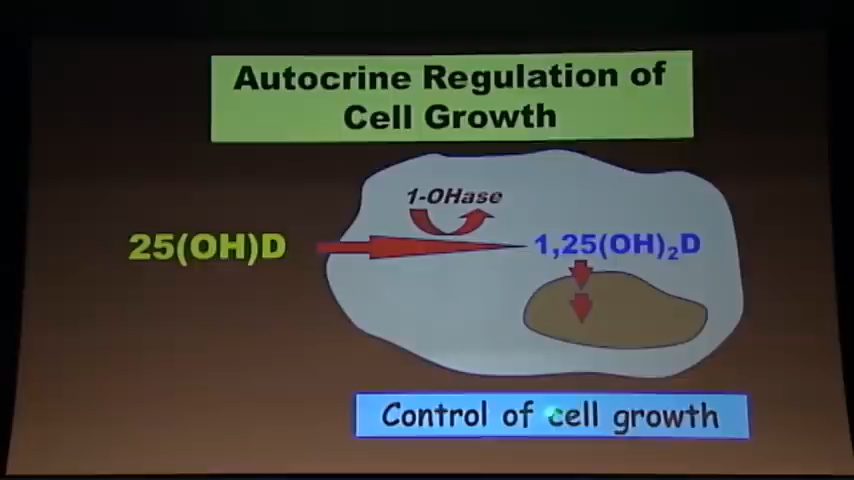 Autocrine Regulation of
Cell Growth
1-OHase
25(OH)D
1,25(OH)₂D
Control of cell growth